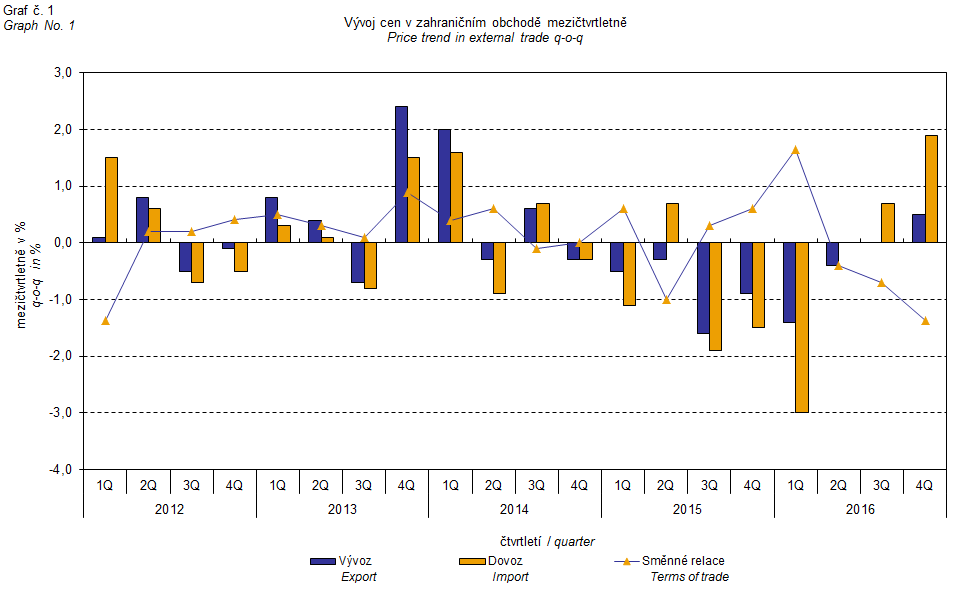 Graf č. 1
Graph No. 1
Vývoj cen v zahraničním obchodě mezičtvrtletně
Price trend in external trade q-o-q
3,0
2,0
1,0
0,0
-1,0
-2,0
-3,0
-4,0
mezičtvrtletně v %
q-o-q in %
1Q 2Q 3Q 4Q 1Q 2Q 3Q 4Q 1Q 2Q 3Q 4Q 1Q 2Q 3Q 4Q 1Q 2Q 3Q 4Q
2012 2013 2014 2015 2016
čtvrtletí / quarter
Vývoz Dovoz Směnné relace
Export Import Terms of trade